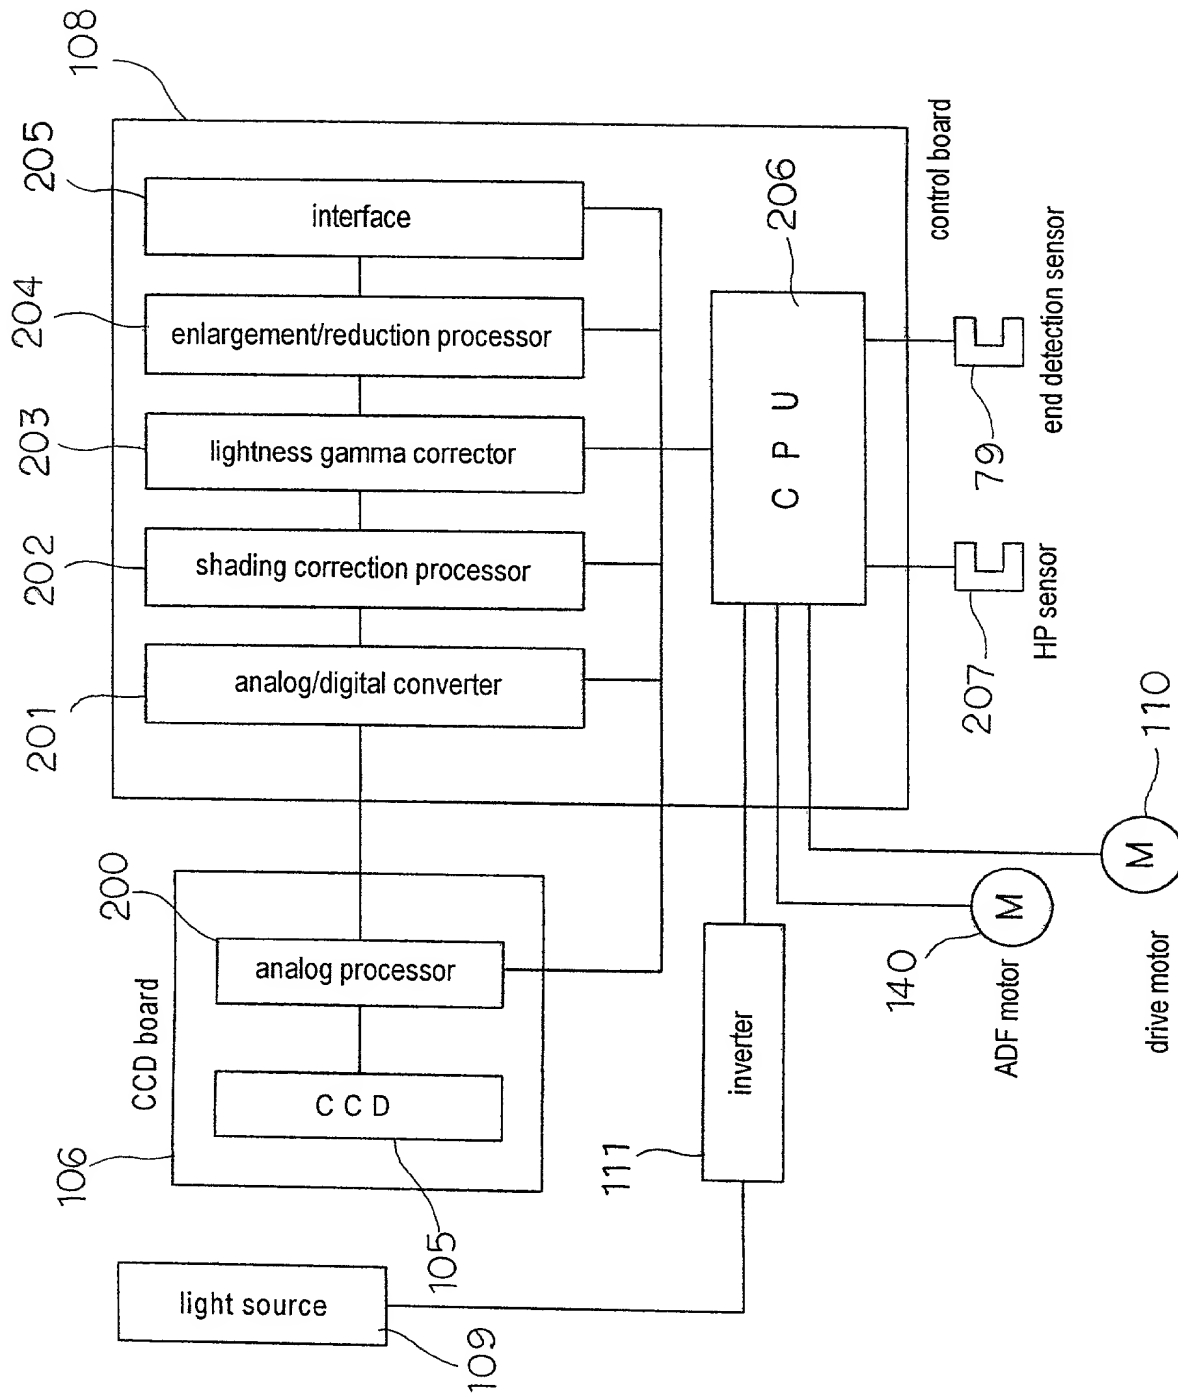 108
205
interface
204
enlargement/reduction processor
203
lightness gamma corrector
202
shading correction processor
201
analog/digital converter
206
C P U
control board
200
analog processor
CCD board
C C D
106
105
light source
109
111
inverter
79
end detection sensor
207
HP sensor
110
M
drive motor
M
140
ADF motor